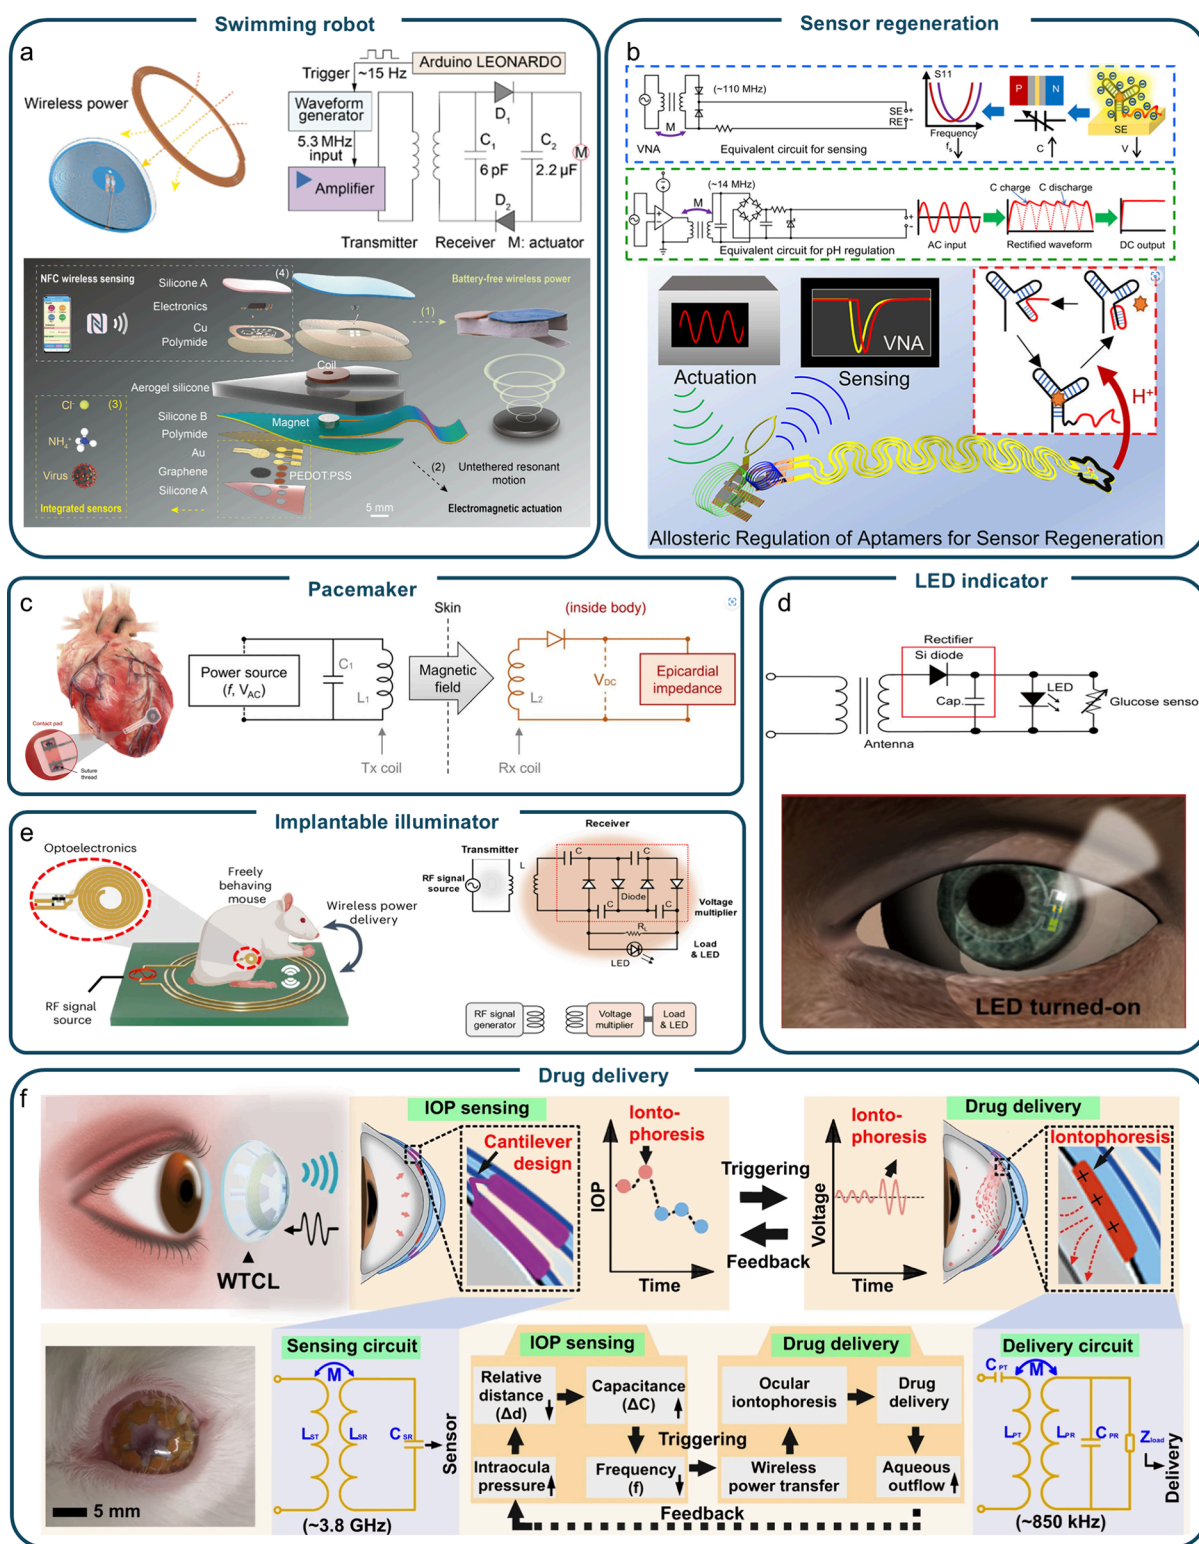 Swimming robot
a
Arduino LEONARDO
Trigger
~15 Hz
Wireless power
Waveform
generator
5.3 MHz
input
Amplifier
D1
C1
6 pF
C2
2.2 µF
M
D2
Transmitter
Receiver
M: actuator
NFC wireless sensing
(4)
Silicone A
Electronics
Cu
Polymide
(1)
Battery-free wireless power
Coil
Aerogel silicone
Cl-
(3)
NH4+
Virus
Integrated sensors
Silicone B
Magnet
Polymide
Au
Graphene
PEDOT:PSS
Silicone A
(2)
Untethered resonant
motion
Electromagnetic actuation
5 mm
Sensor regeneration
b
(~110 MHz)
M
VNA
SE
RE
+
-
Equivalent circuit for sensing
S11
Frequency
fs
P
N
C
SE
V
(~14 MHz)
M
+
-
Equivalent circuit for pH regulation
AC input
C charge
C discharge
Rectified waveform
DC output
Actuation
VNA
Sensing
H+
Allosteric Regulation of Aptamers for Sensor Regeneration
Pacemaker
c
Contact pad
Suture
thread
Power source
(f, VAC)
C1
L1
Tx coil
Skin
Magnetic
field
(inside body)
L2
Rx coil
VDC
Epicardial
impedance
LED indicator
d
Rectifier
Si diode
Cap.
LED
Glucose senso
Antenna
LED turned-on
Implantable illuminator
e
Optoelectronics
Freely
behaving
mouse
Wireless power
delivery
RF signal
source
Receiver
Transmitter
RF signal
source
L
C
C
Diode
C
C
Voltage
multiplier
RL
LED
Load
& LED
RF signal
generator
Voltage
multiplier
Load
& LED
Drug delivery
f
WTCL
IOP sensing
Cantilever
design
Ionto-
phoresis
IOP
Time
Triggering
Feedback
Ionto-
phoresis
Voltage
Time
Drug delivery
Iontophoresis
+
+
+
5 mm
Sensing circuit
M
LST
LSR
CSR
Sensor
(~3.8 GHz)
IOP sensing
Relative
distance
(Δd)
Capacitance
(ΔC)
Intraocula
pressure
Frequency
(f)
Triggering
Drug delivery
Ocular
iontophoresis
Drug
delivery
Wireless
power transfer
Aqueous
outflow
Feedback
Delivery circuit
CPT
M
LPT
LPR
CPR
Zload
Delivery
(~850 kHz)